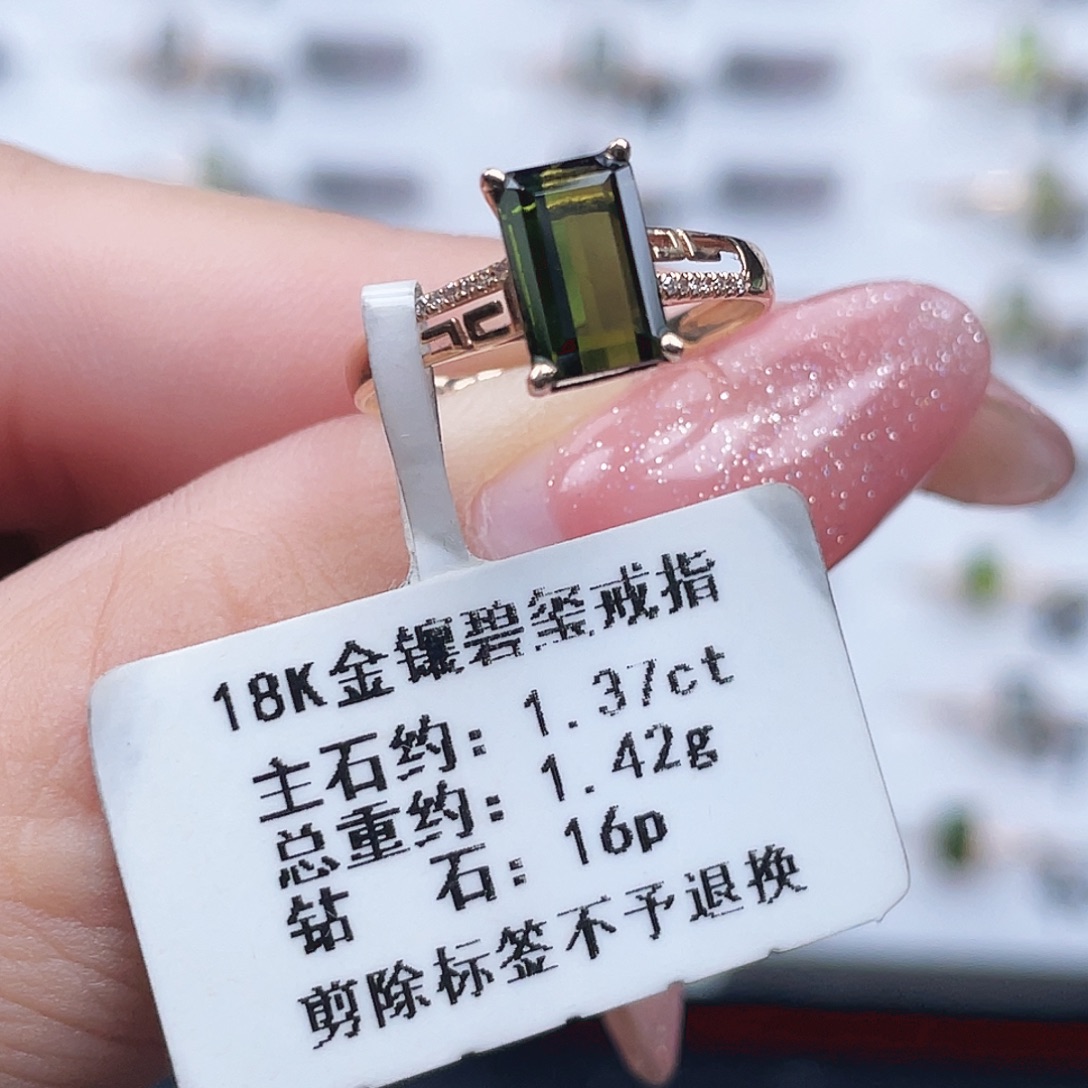 18K金镶碧玺戒指
主石约: 1.37ct
总重约: 1.42g
钻 石: 16p
剪除标签不予退换